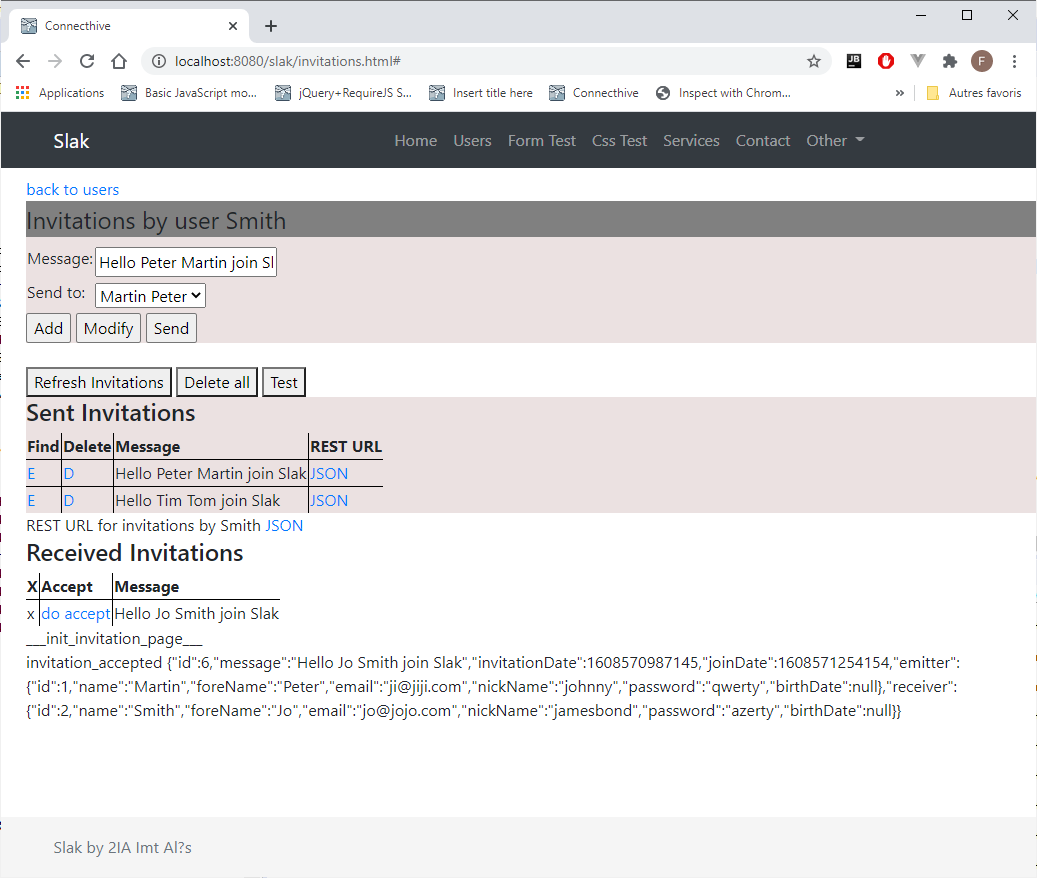 Connecthive
localhost:8080/slak/invitations.html#
JB
F
Applications Basic JavaScript mo... jQuery+RequireJS S... Insert title here Connecthive Inspect with Chrom... » Autres favoris
Slak Home Users Form Test Css Test Services Contact Other
back to users
Invitations by user Smith
Message: Hello Peter Martin join Sl
Send to: Martin Peter
Add Modify Send
Refresh Invitations Delete all Test
Sent Invitations
Find Delete Message REST URL
E D Hello Peter Martin join Slak JSON
E D Hello Tim Tom join Slak JSON
REST URL for invitations by Smith JSON
Received Invitations
X Accept Message
x do accept Hello Jo Smith join Slak
___init_invitation_page___
invitation_accepted {"id":6,"message":"Hello Jo Smith join Slak","invitationDate":1608570987145,"joinDate":1608571254154,"emitter":
{"id":1,"name":"Martin","foreName":"Peter","email":"ji@jiji.com","nickName":"johnny","password":"qwerty","birthDate":null},"receiver":
{"id":2,"name":"Smith","foreName":"Jo","email":"jo@jojo.com","nickName":"jamesbond","password":"azerty","birthDate":null}}
Slak by 2IA Imt Al?s